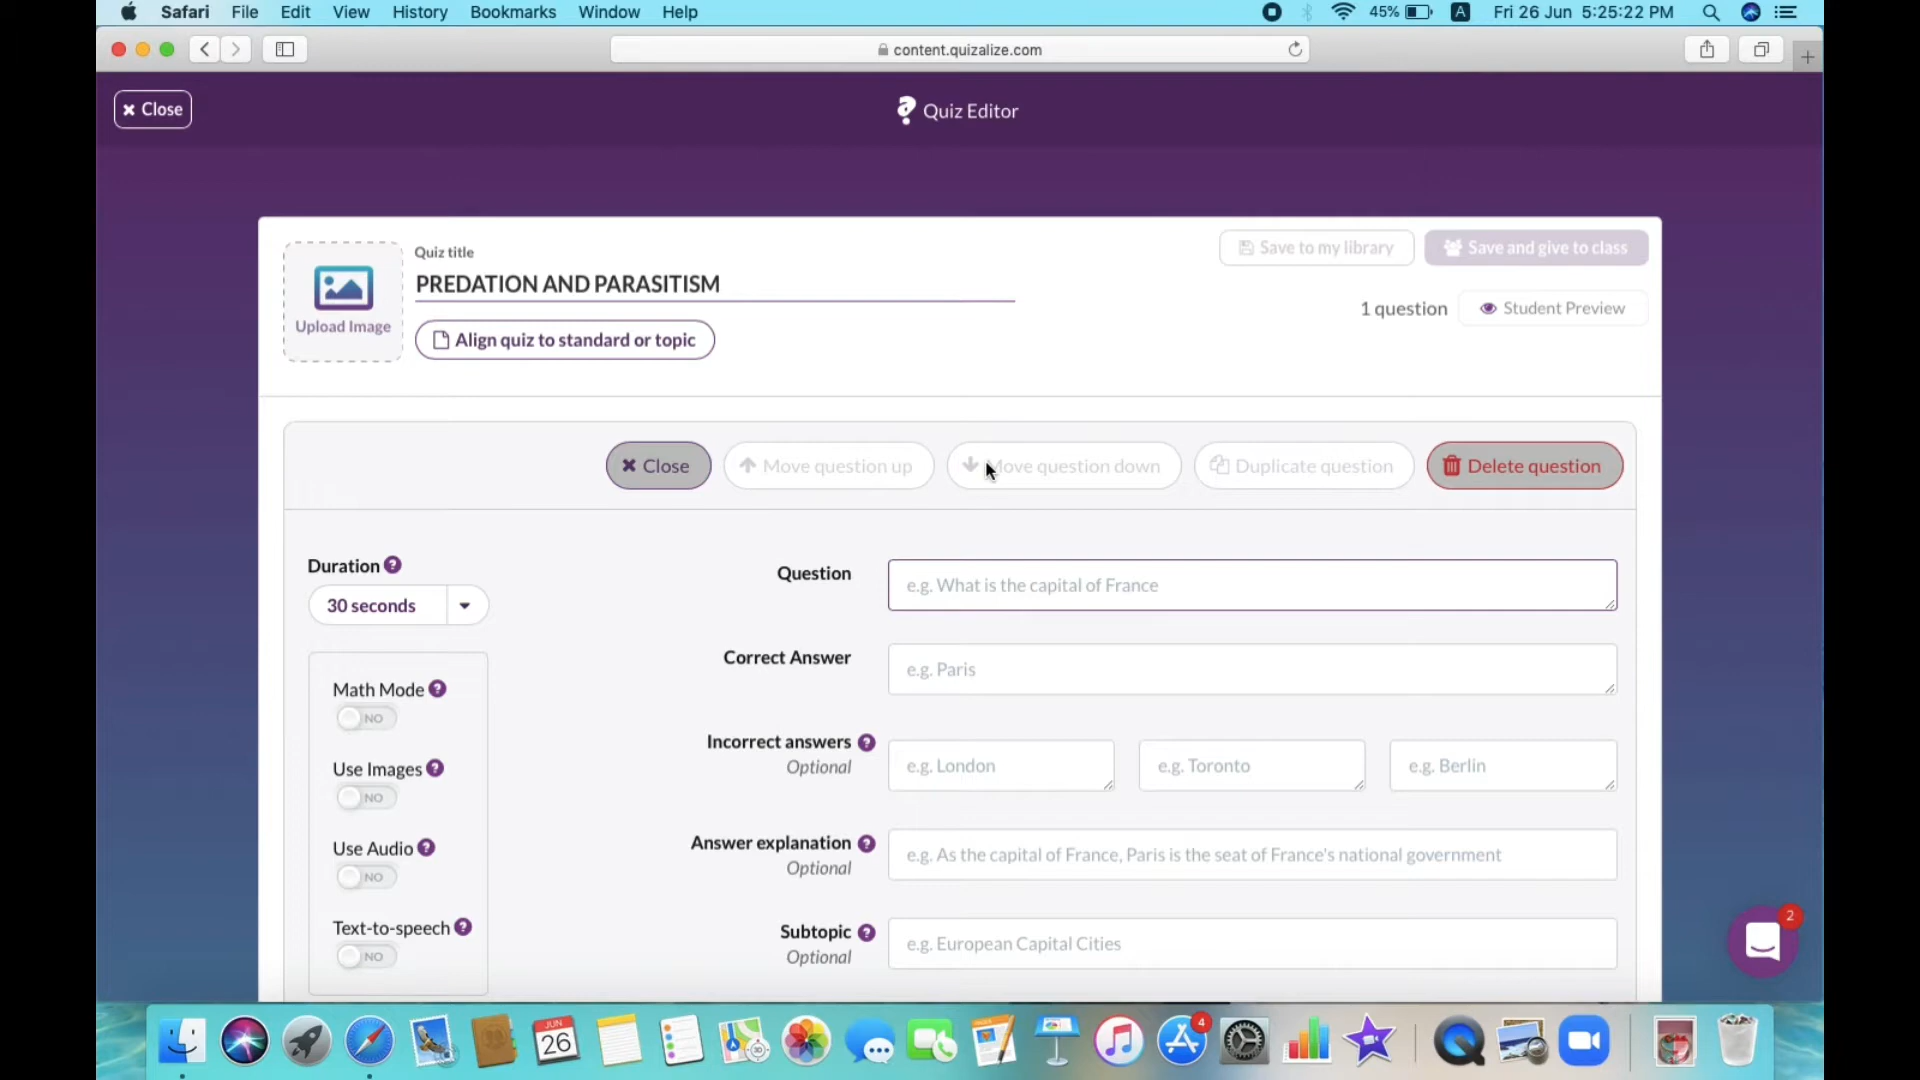 Safari File Edit View History Bookmarks Window Help 45% A Fri 26 Jun 5:25:22 PM
content.quizalize.com
Close
Quiz Editor
Quiz title
PREDATION AND PARASITISM
Upload Image
Align quiz to standard or topic
Save to my library
Save and give to class
1 question
Student Preview
Close
Move question up
Move question down
Duplicate question
Delete question
Duration ?
30 seconds
Math Mode ?
NO
Use Images ?
NO
Use Audio ?
NO
Text-to-speech ?
NO
Question
e.g. What is the capital of France
Correct Answer
e.g. Paris
Incorrect answers ?
Optional
e.g. London
e.g. Toronto
e.g. Berlin
Answer explanation ?
Optional
e.g. As the capital of France, Paris is the seat of France's national government
Subtopic ?
Optional
e.g. European Capital Cities
2
JUN
26
4